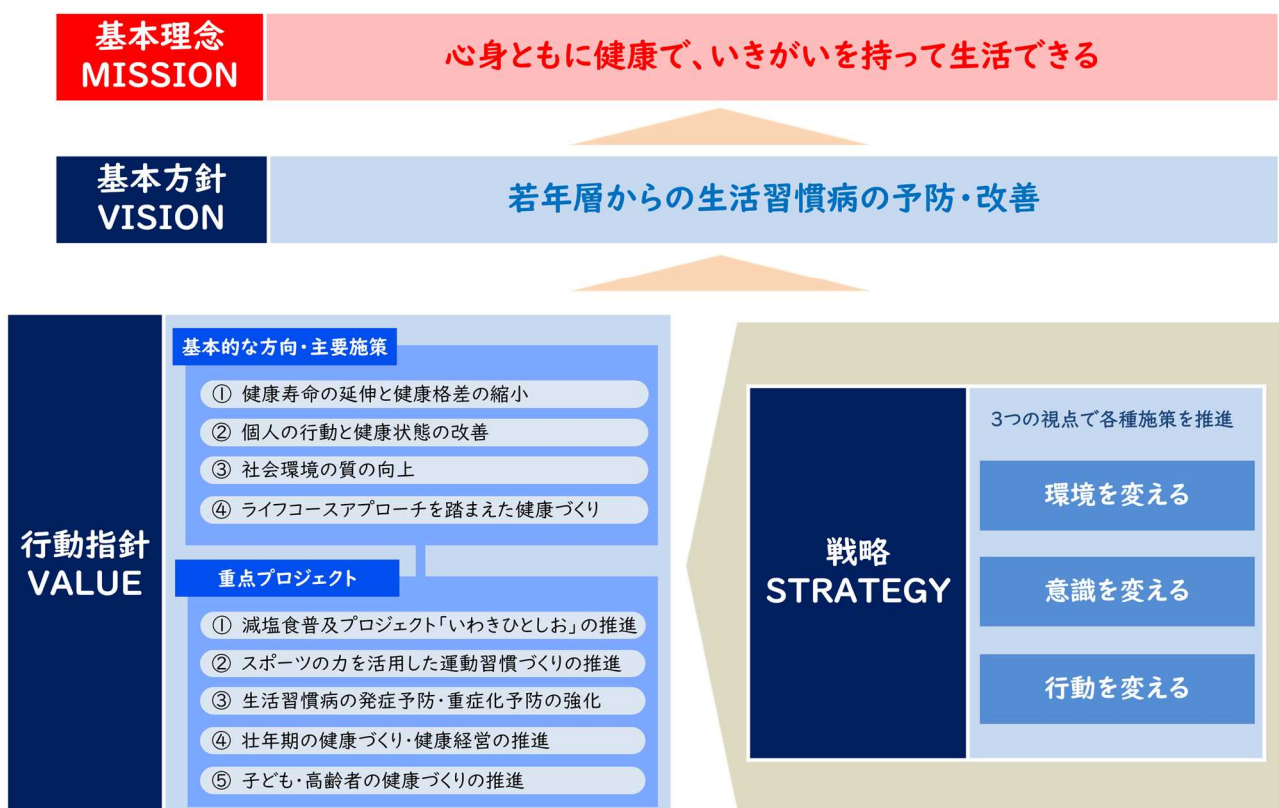 基本理念
MISSION
心身ともに健康で、いきがいを持って生活できる
基本方針
VISION
若年層からの生活習慣病の予防・改善
行動指針
VALUE
基本的な方向・主要施策
① 健康寿命の延伸と健康格差の縮小
② 個人の行動と健康状態の改善
③ 社会環境の質の向上
④ ライフコースアプローチを踏まえた健康づくり
重点プロジェクト
① 減塩食普及プロジェクト「いわきひとしお」の推進
② スポーツの力を活用した運動習慣づくりの推進
③ 生活習慣病の発症予防・重症化予防の強化
④ 壮年期の健康づくり・健康経営の推進
⑤ 子ども・高齢者の健康づくりの推進
戦略
STRATEGY
3つの視点で各種施策を推進
環境を変える
意識を変える
行動を変える